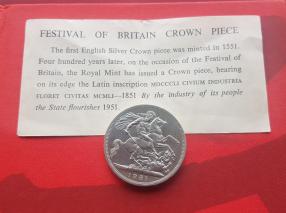 FESTIVAL OF BRITAIN CROWN PIECE
The first English Silver Crown piece was minted in 1551.
Four hundred years later, on the occasion of the Festival of
Britain, the Royal Mint has issued a Crown piece, bearing
on its edge the Latin inscription MDCCCLI CIVIUM INDUSTRIA
FLORET CIVITAS MCMLI—1851 By the industry of its people
the State flourishes 1951.
1951